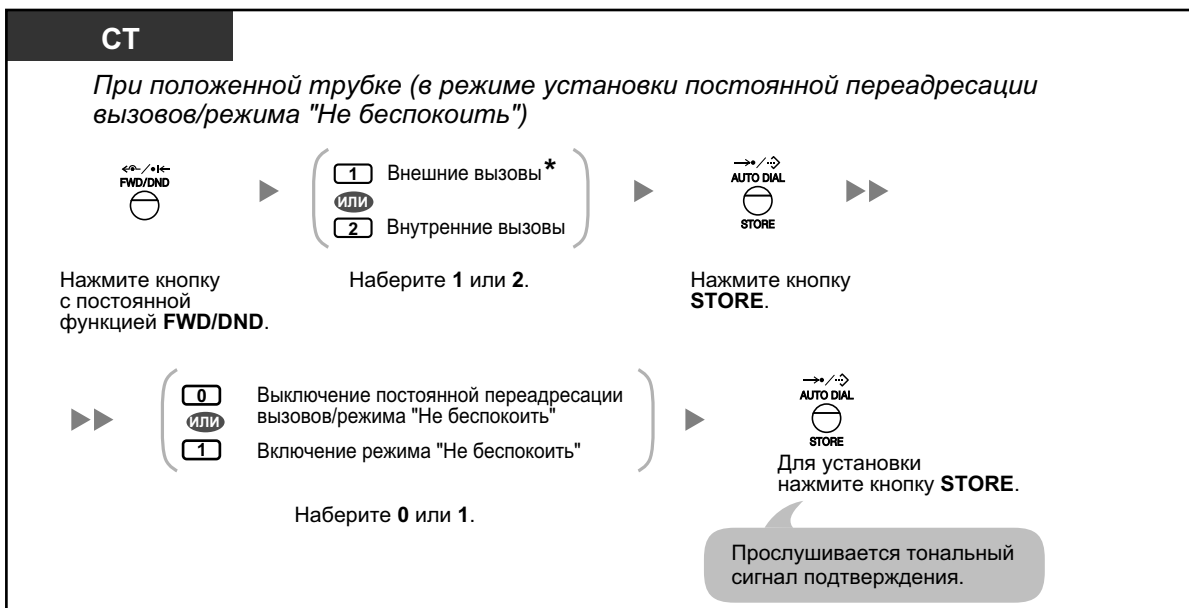 СТ
При положенной трубке (в режиме установки постоянной переадресации
вызовов/режима "Не беспокоить")
FWD/DND
1 Внешние вызовы*
или
2 Внутренние вызовы
AUTO DIAL
STORE
Нажмите кнопку
с постоянной
функцией FWD/DND.
Наберите 1 или 2.
Нажмите кнопку
STORE.
0 Выключение постоянной переадресации
вызовов/режима "Не беспокоить"
или
1 Включение режима "Не беспокоить"
Наберите 0 или 1.
AUTO DIAL
STORE
Для установки
нажмите кнопку STORE.
Прослушивается тональный
сигнал подтверждения.